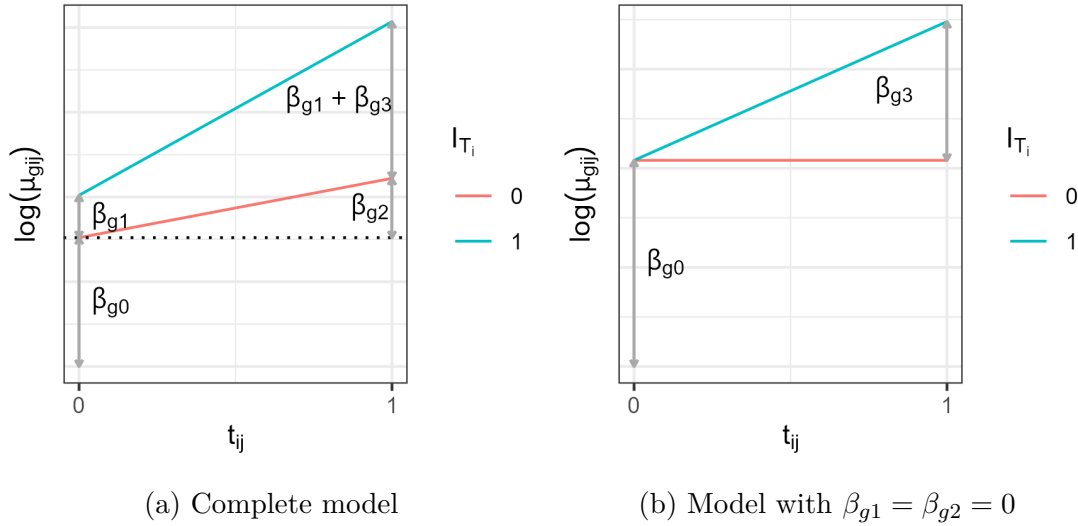 log(μgij)
βg1 + βg3
βg1
βg2
βg0
0 1
tij
ITi
0
1
(a) Complete model
log(μgij)
βg3
βg0
0 1
tij
ITi
0
1
(b) Model with βg1 = βg2 = 0